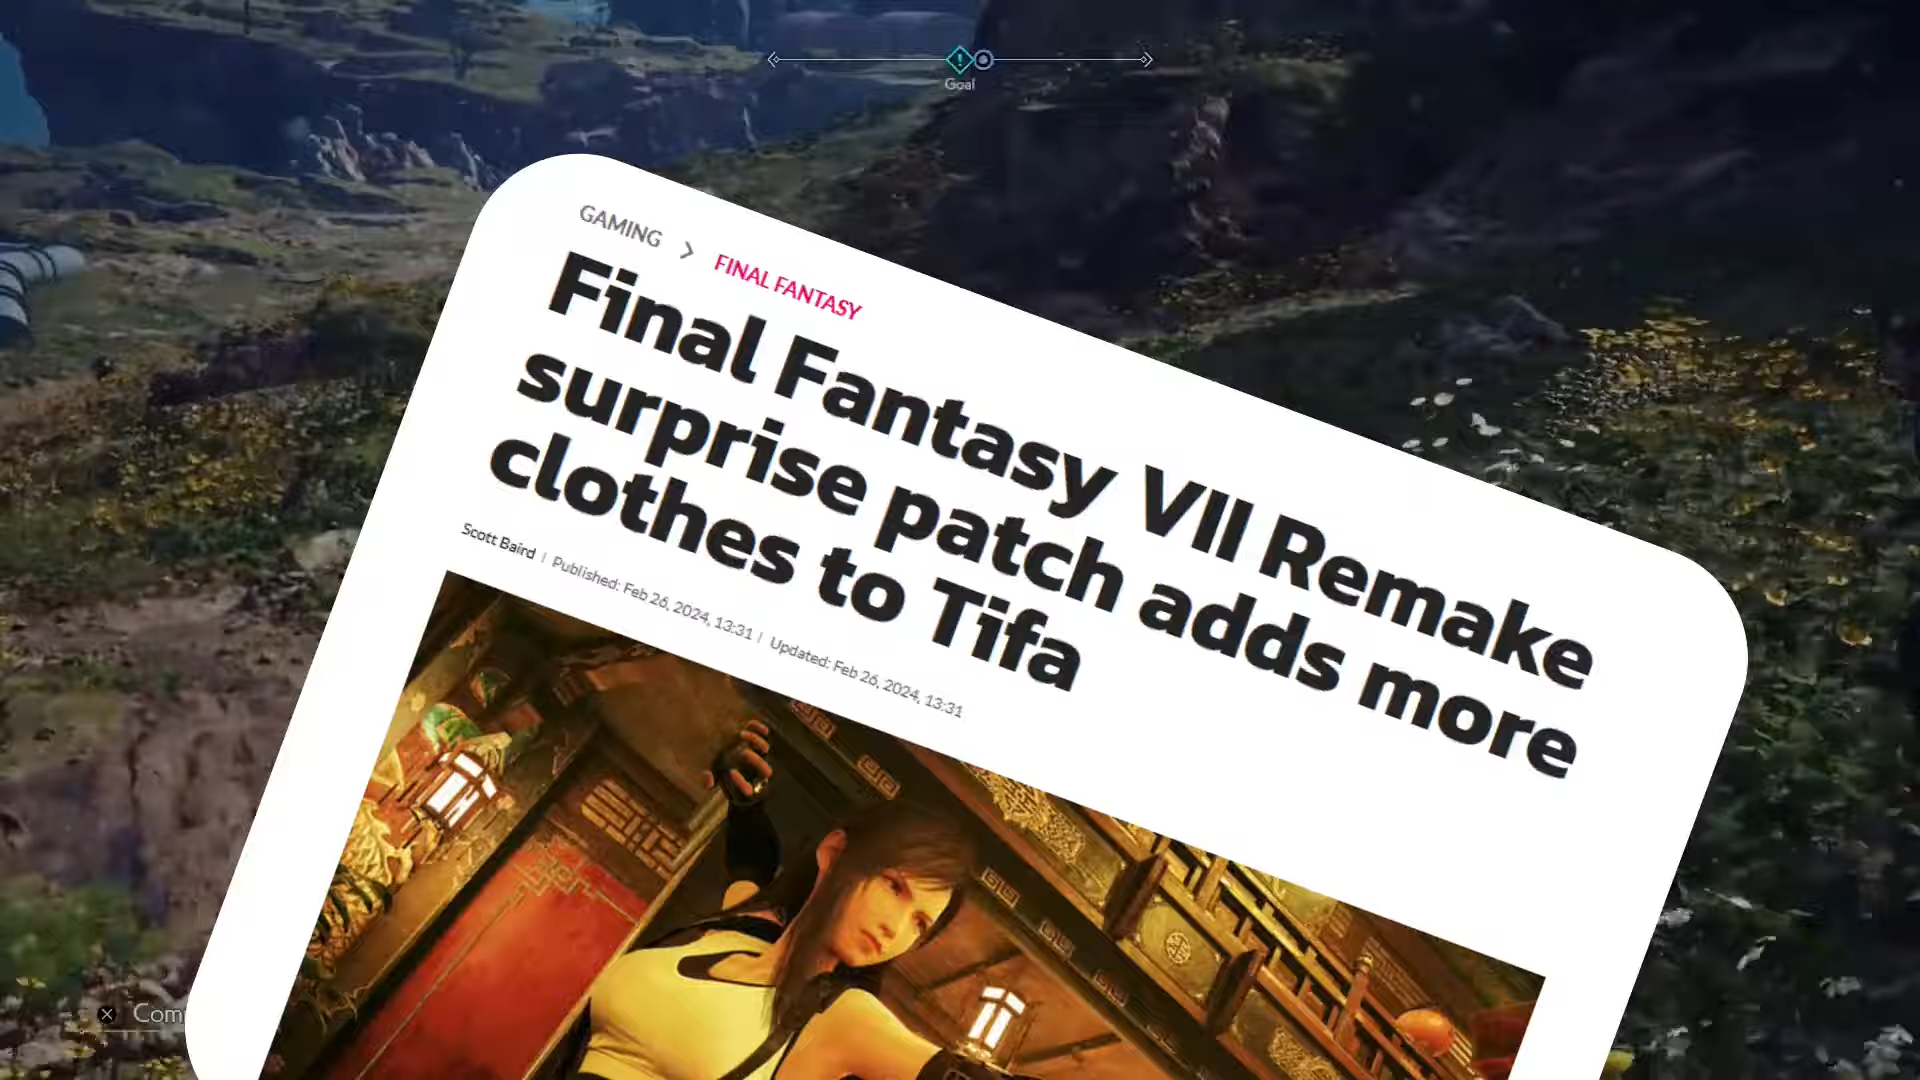 Goal
GAMING > FINAL FANTASY
Final Fantasy VII Remake
surprise patch adds more
clothes to Tifa
Scott Baird | Published: Feb 26, 2024, 13:31 | Updated: Feb 26, 2024, 13:31
Com